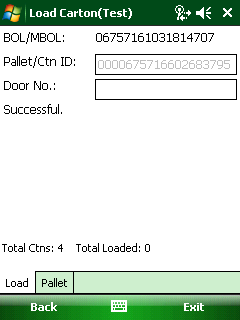 Load Carton(Test)
BOL/MBOL: 06757161031814707
Pallet/Ctn ID: 0000675716602683795
Door No.:
Successful.
Total Ctns: 4 Total Loaded: 0
Load Pallet
Back Exit